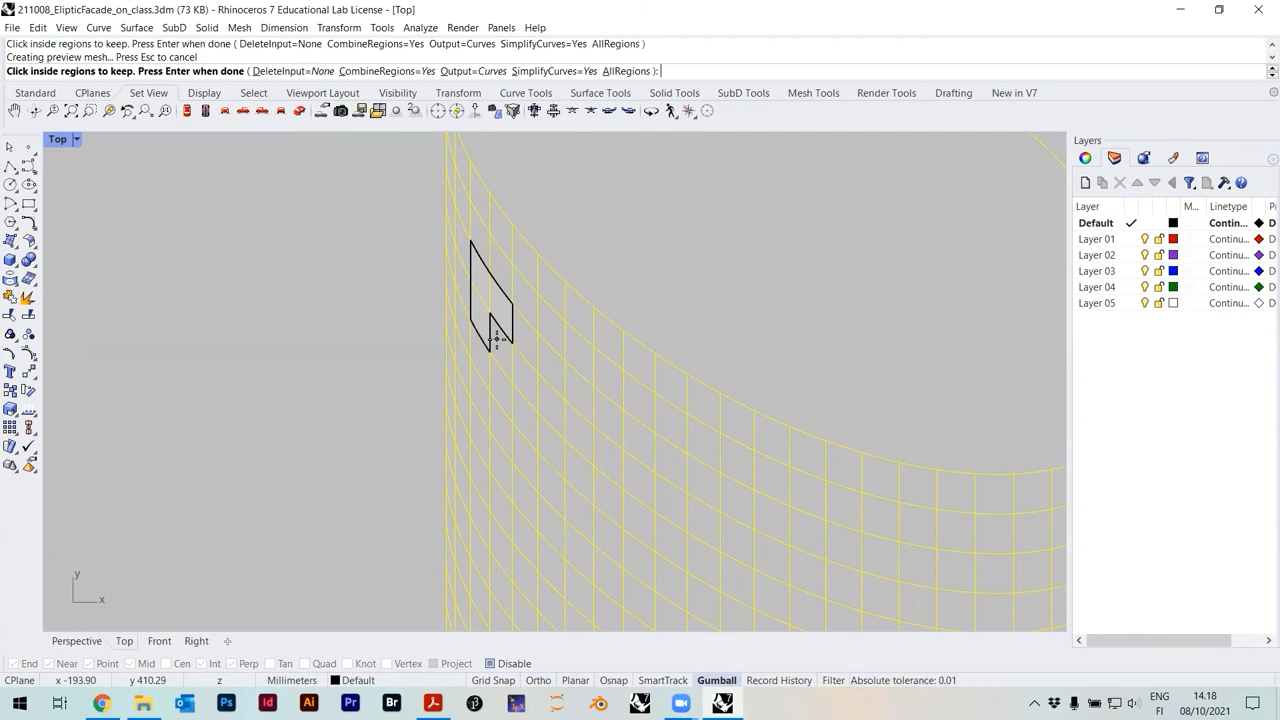 211008_ElipticFacade_on_class.3dm (73 KB) - Rhinoceros 7 Educational Lab License - [Top]
File Edit View Curve Surface SubD Solid Mesh Dimension Transform Tools Analyze Render Panels Help
Click inside regions to keep. Press Enter when done ( DeleteInput=None CombineRegions=Yes Output=Curves SimplifyCurves=Yes AllRegions )
Creating preview mesh... Press Esc to cancel
Click inside regions to keep. Press Enter when done ( DeleteInput=None CombineRegions=Yes Output=Curves SimplifyCurves=Yes AllRegions ):
Standard CPlanes Set View Display Select Viewport Layout Visibility Transform Curve Tools Surface Tools Solid Tools SubD Tools Mesh Tools Render Tools Drafting New in V7
Top
Layers
Layer M... Linetype P
Default Contin...
Layer 01 Continu... D
Layer 02 Continu... D
Layer 03 Continu... D
Layer 04 Continu... D
Layer 05 Continu... D
y
x
Perspective Top Front Right
End Near Point Mid Cen Int Perp Tan Quad Knot Vertex Project Disable
CPlane x -193.90 y 410.29 z Millimeters Default Grid Snap Ortho Planar Osnap SmartTrack Gumball Record History Filter Absolute tolerance: 0.01
Ps Id Ai Pr Br
ENG
FI
14.18
08/10/2021